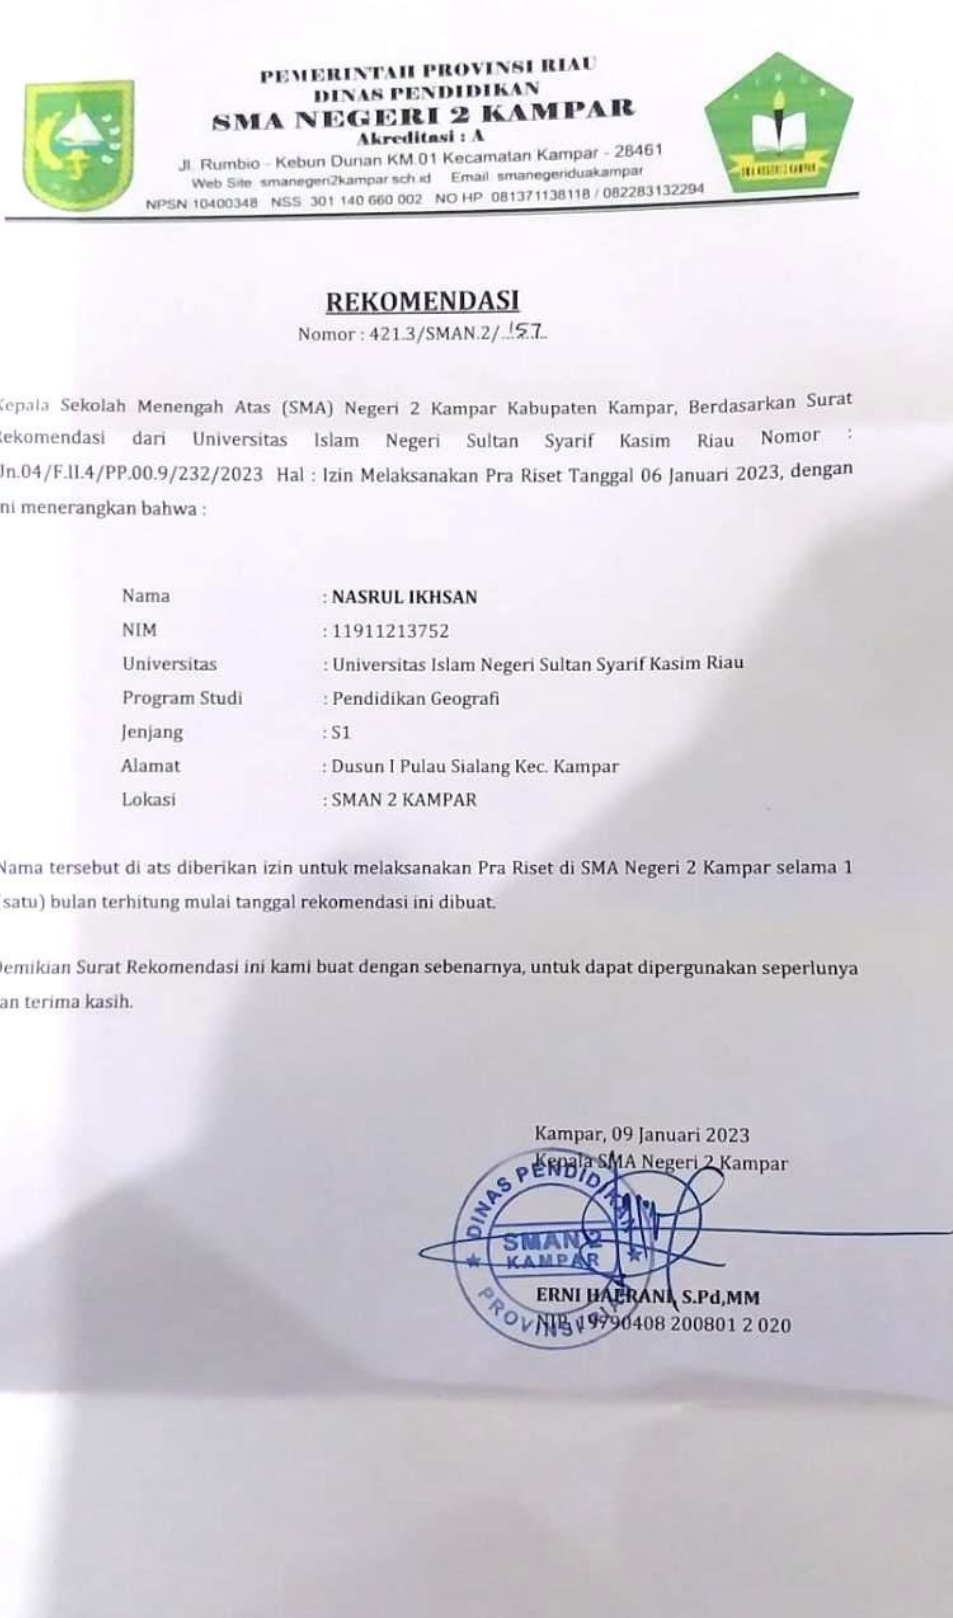 PEMERINTAH PROVINSI RIAU
DINAS PENDIDIKAN
SMA NEGERI 2 KAMPAR
Akreditasi : A
Jl. Rumbio - Kebun Durian KM.01 Kecamatan Kampar - 28461
Web Site smanegeri2kampar.sch.id Email smanegeriduakampar
NPSN 10400348 NSS 301 140 660 002 NO HP 081371138118 / 082283132294
SMA NEGERI 2 KAMPAR
REKOMENDASI
Nomor : 421.3/SMAN.2/.157.
Kepala Sekolah Menengah Atas (SMA) Negeri 2 Kampar Kabupaten Kampar, Berdasarkan Surat
Rekomendasi dari Universitas Islam Negeri Sultan Syarif Kasim Riau Nomor :
Un.04/F.II.4/PP.00.9/232/2023 Hal : Izin Melaksanakan Pra Riset Tanggal 06 Januari 2023, dengan
ini menerangkan bahwa :
Nama : NASRUL IKHSAN
NIM : 11911213752
Universitas : Universitas Islam Negeri Sultan Syarif Kasim Riau
Program Studi : Pendidikan Geografi
Jenjang : S1
Alamat : Dusun I Pulau Sialang Kec. Kampar
Lokasi : SMAN 2 KAMPAR
Nama tersebut di ats diberikan izin untuk melaksanakan Pra Riset di SMA Negeri 2 Kampar selama 1
(satu) bulan terhitung mulai tanggal rekomendasi ini dibuat.
Demikian Surat Rekomendasi ini kami buat dengan sebenarnya, untuk dapat dipergunakan seperlunya
dan terima kasih.
Kampar, 09 Januari 2023
Kepala SMA Negeri 2 Kampar
DINAS PENDIDIKAN
SMAN 2
KAMPAR
PROVINSI RIAU
ERNI HAERANI, S.Pd,MM
NIP. 19790408 200801 2 020